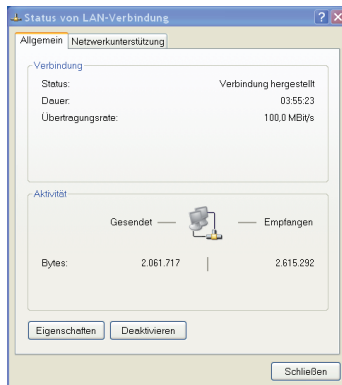 Status von LAN-Verbindung
Allgemein Netzwerkunterstützung
Verbindung
Status: Verbindung hergestellt
Dauer: 03:55:23
Übertragungsrate: 100,0 MBit/s
Aktivität
Gesendet Empfangen
Bytes: 2.061.717 2.615.292
Eigenschaften Deaktivieren
Schließen